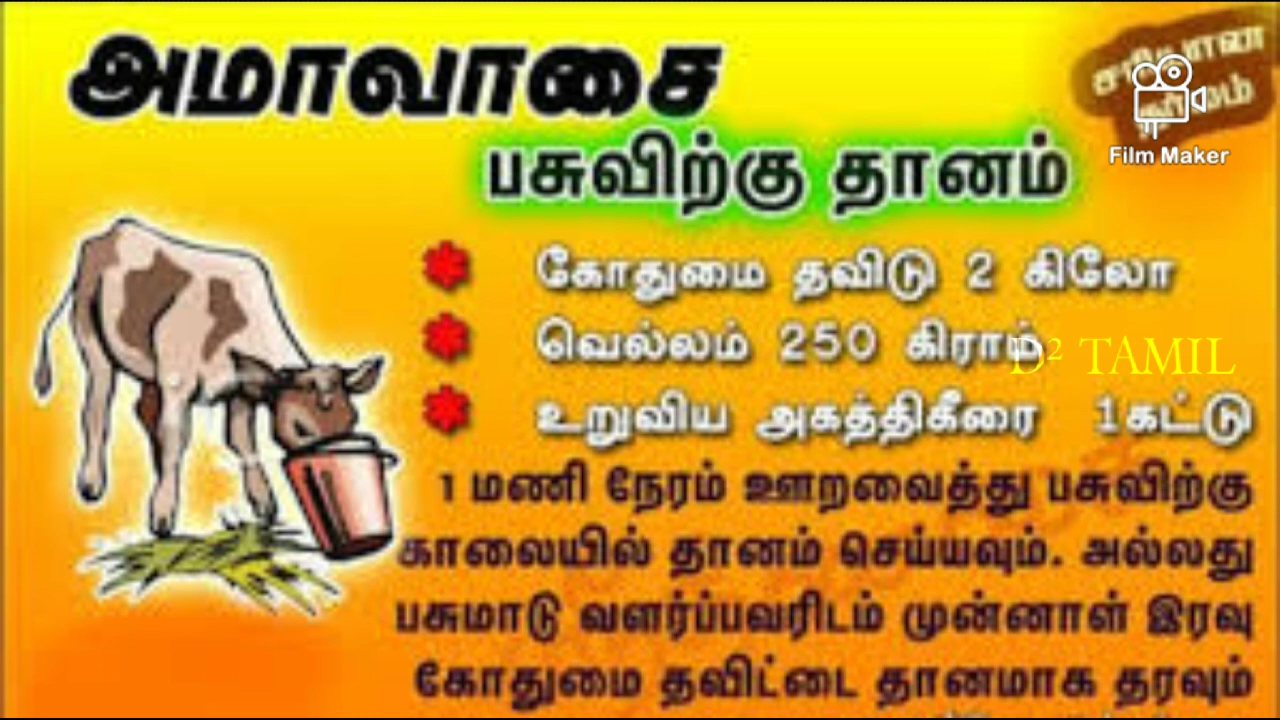 அமாவாசை
பசுவிற்கு தானம்
Film Maker
* கோதுமை தவிடு 2 கிலோ
* வெல்லம் 250 கிராம்
D² TAMIL
* உறுவிய அகத்திகீரை 1கட்டு
1 மணி நேரம் ஊறவைத்து பசுவிற்கு
காலையில் தானம் செய்யவும். அல்லது
பசுமாடு வளர்ப்பவரிடம் முன்னாள் இரவு
கோதுமை தவிட்டை தானமாக தரவும்